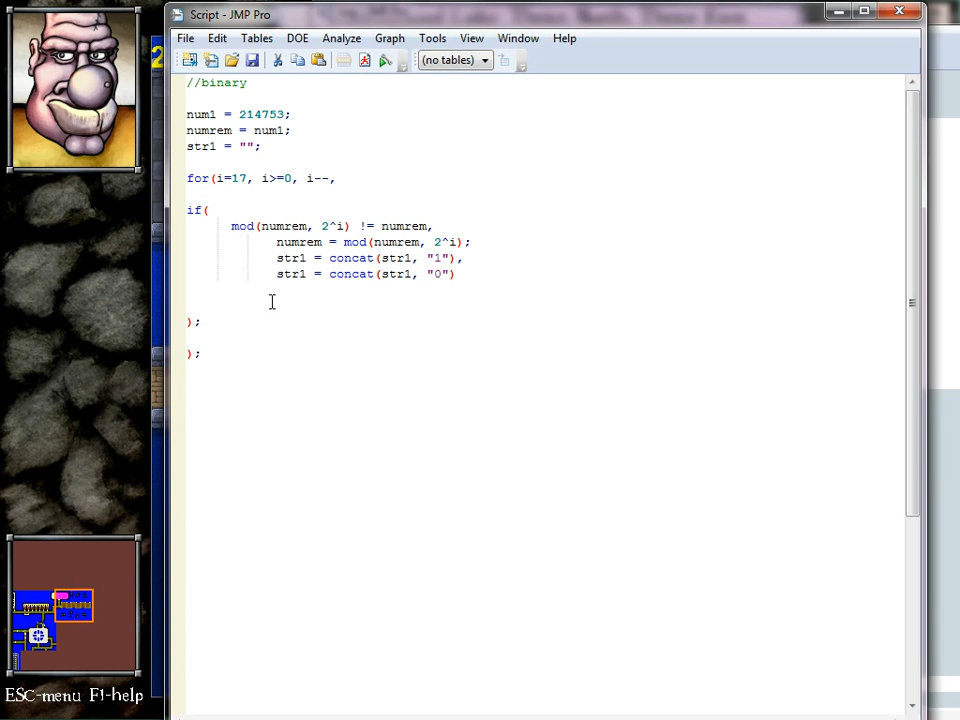 Script - JMP Pro
File Edit Tables DOE Analyze Graph Tools View Window Help
(no tables)
//binary
num1 = 214753;
numrem = num1;
str1 = "";
for(i=17, i>=0, i--,
if(
mod(numrem, 2^i) != numrem,
numrem = mod(numrem, 2^i);
str1 = concat(str1, "1"),
str1 = concat(str1, "0")
);
);
ESC-menu F1-help